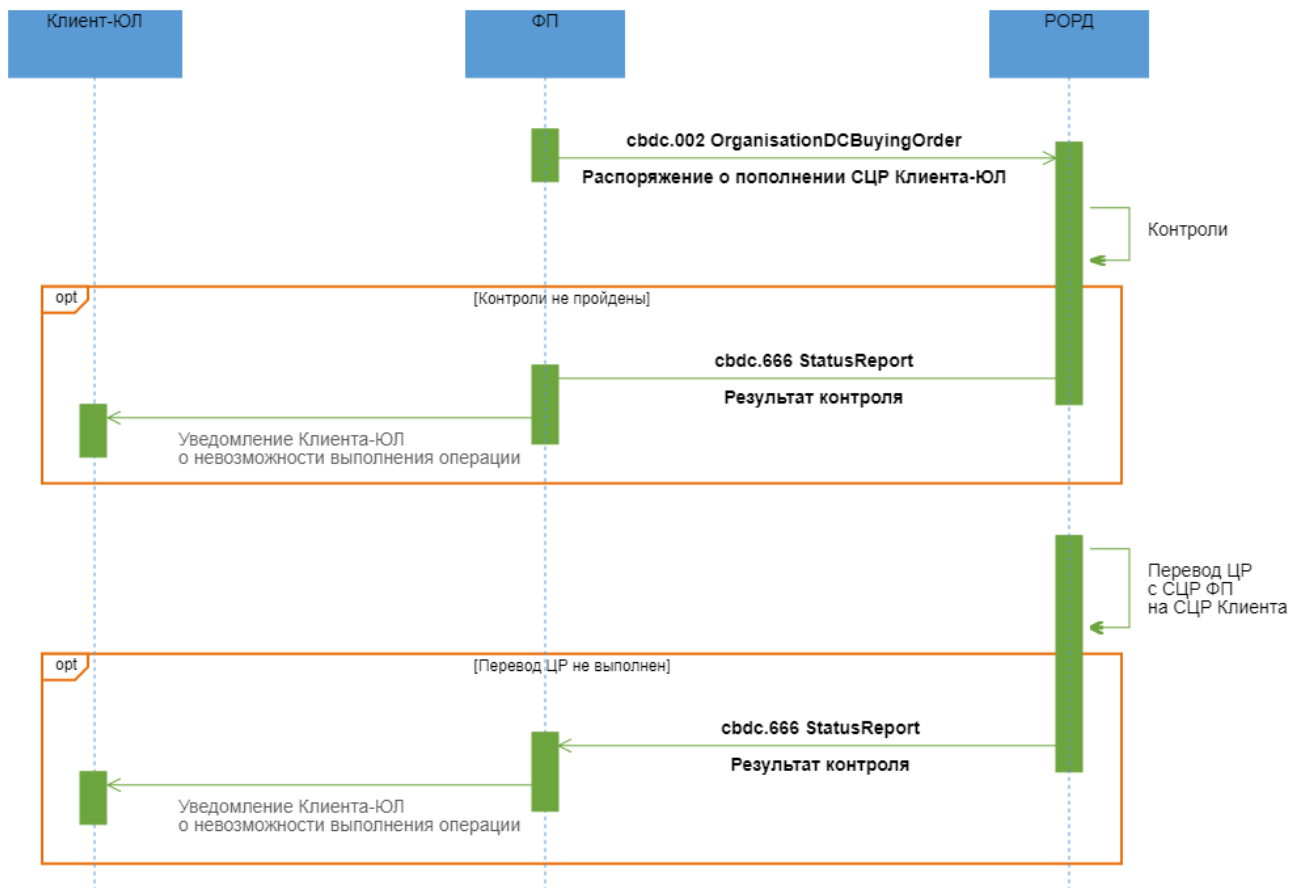 Клиент-ЮЛ
ФП
РОРД
cbdc.002 OrganisationDCBuyingOrder
Распоряжение о пополнении СЦР Клиента-ЮЛ
Контроли
opt
[Контроли не пройдены]
cbdc.666 StatusReport
Результат контроля
Уведомление Клиента-ЮЛ
о невозможности выполнения операции
Перевод ЦР
с СЦР ФП
на СЦР Клиента
opt
[Перевод ЦР не выполнен]
cbdc.666 StatusReport
Результат контроля
Уведомление Клиента-ЮЛ
о невозможности выполнения операции